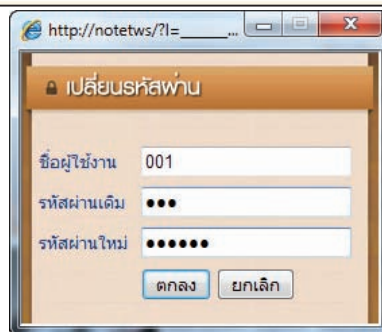 http://notetws/?l=______...
เปลี่ยนรหัสผ่าน
ชื่อผู้ใช้งาน 001
รหัสผ่านเดิม •••
รหัสผ่านใหม่ ••••••
ตกลง ยกเลิก